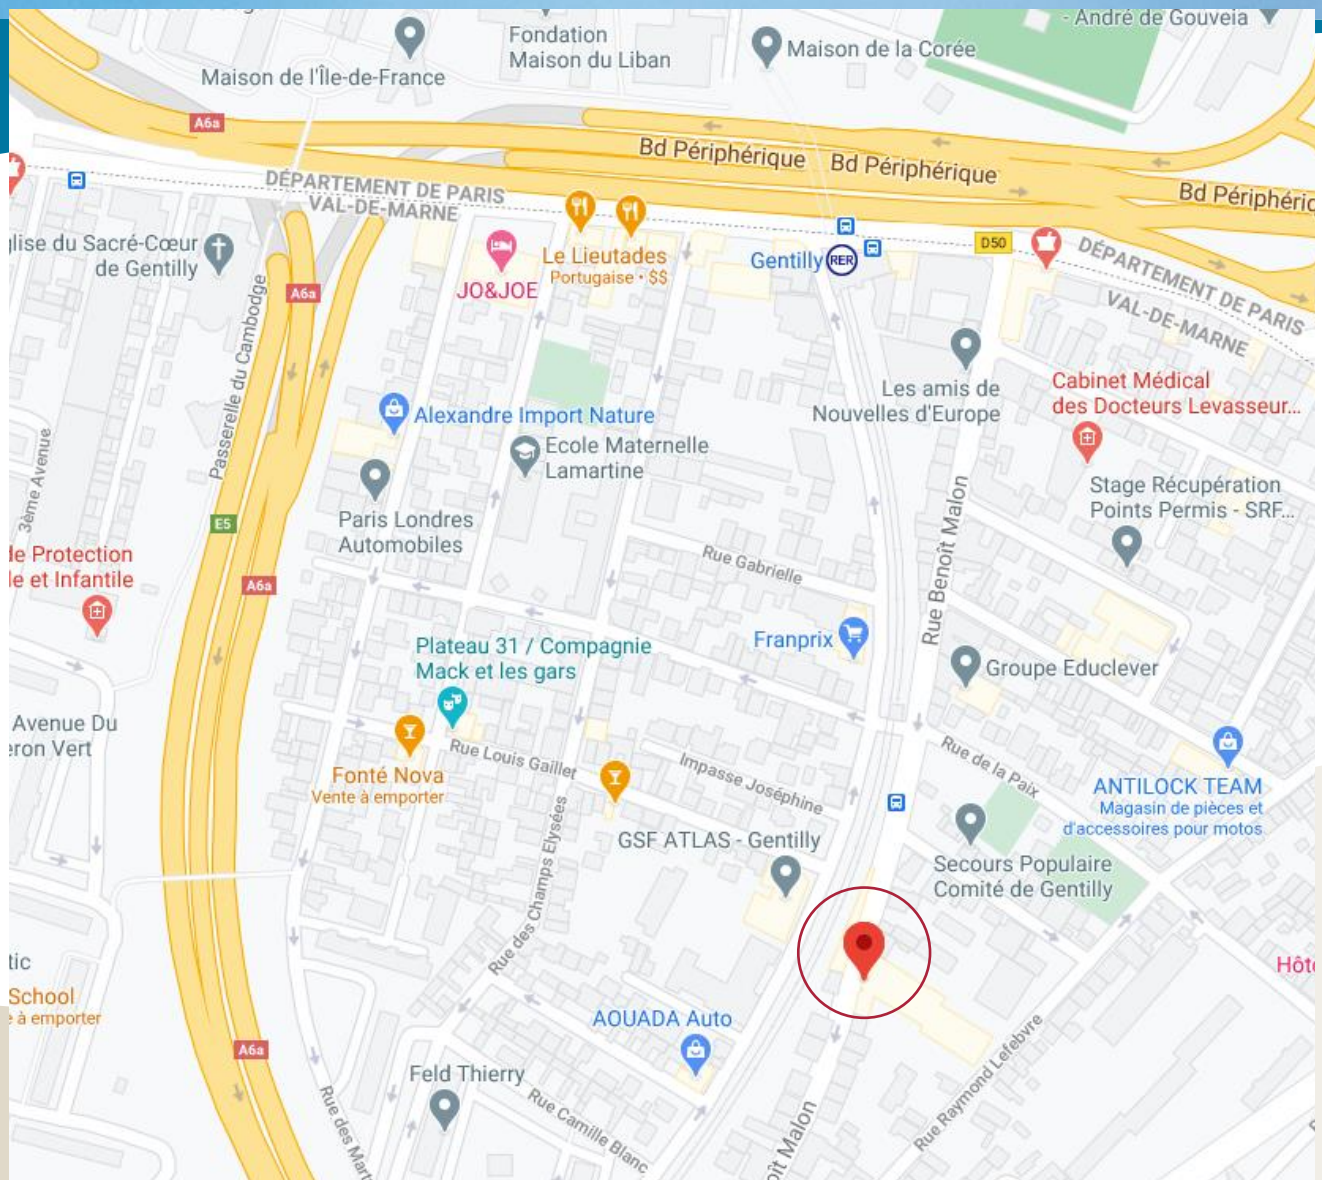 - André de Gouveia
Fondation
Maison du Liban
Maison de la Corée
Maison de l'Île-de-France
A6a
Bd Périphérique
Bd Périphérique
Bd Périphéric
DÉPARTEMENT DE PARIS
VAL-DE-MARNE
glise du Sacré-Cœur
de Gentilly
A6a
JO&JOE
Le Lieutades
Portugaise • $$
Gentilly
RER
D50
DÉPARTEMENT DE PARIS
VAL-DE-MARNE
Passerelle du Cambodge
Les amis de
Nouvelles d'Europe
Cabinet Médical
des Docteurs Levasseur...
Alexandre Import Nature
Ecole Maternelle
Lamartine
3ème Avenue
Paris Londres
Automobiles
Stage Récupération
Points Permis - SRF...
E5
A6a
de Protection
le et Infantile
Rue Gabrielle
Rue Benoît Malon
Franprix
Plateau 31 / Compagnie
Mack et les gars
Groupe Educlever
Avenue Du
eron Vert
Rue Louis Gaillet
Fonté Nova
Vente à emporter
Impasse Joséphine
Rue de la Paix
ANTILOCK TEAM
Magasin de pièces et
d'accessoires pour motos
GSF ATLAS - Gentilly
Secours Populaire
Comité de Gentilly
Rue des Champs Elysées
tic
School
e à emporter
Hôte
AOUADA Auto
A6a
Feld Thierry
Rue Raymond Lefebvre
Rue des Mart
Rue Camille Blanc
oît Malon